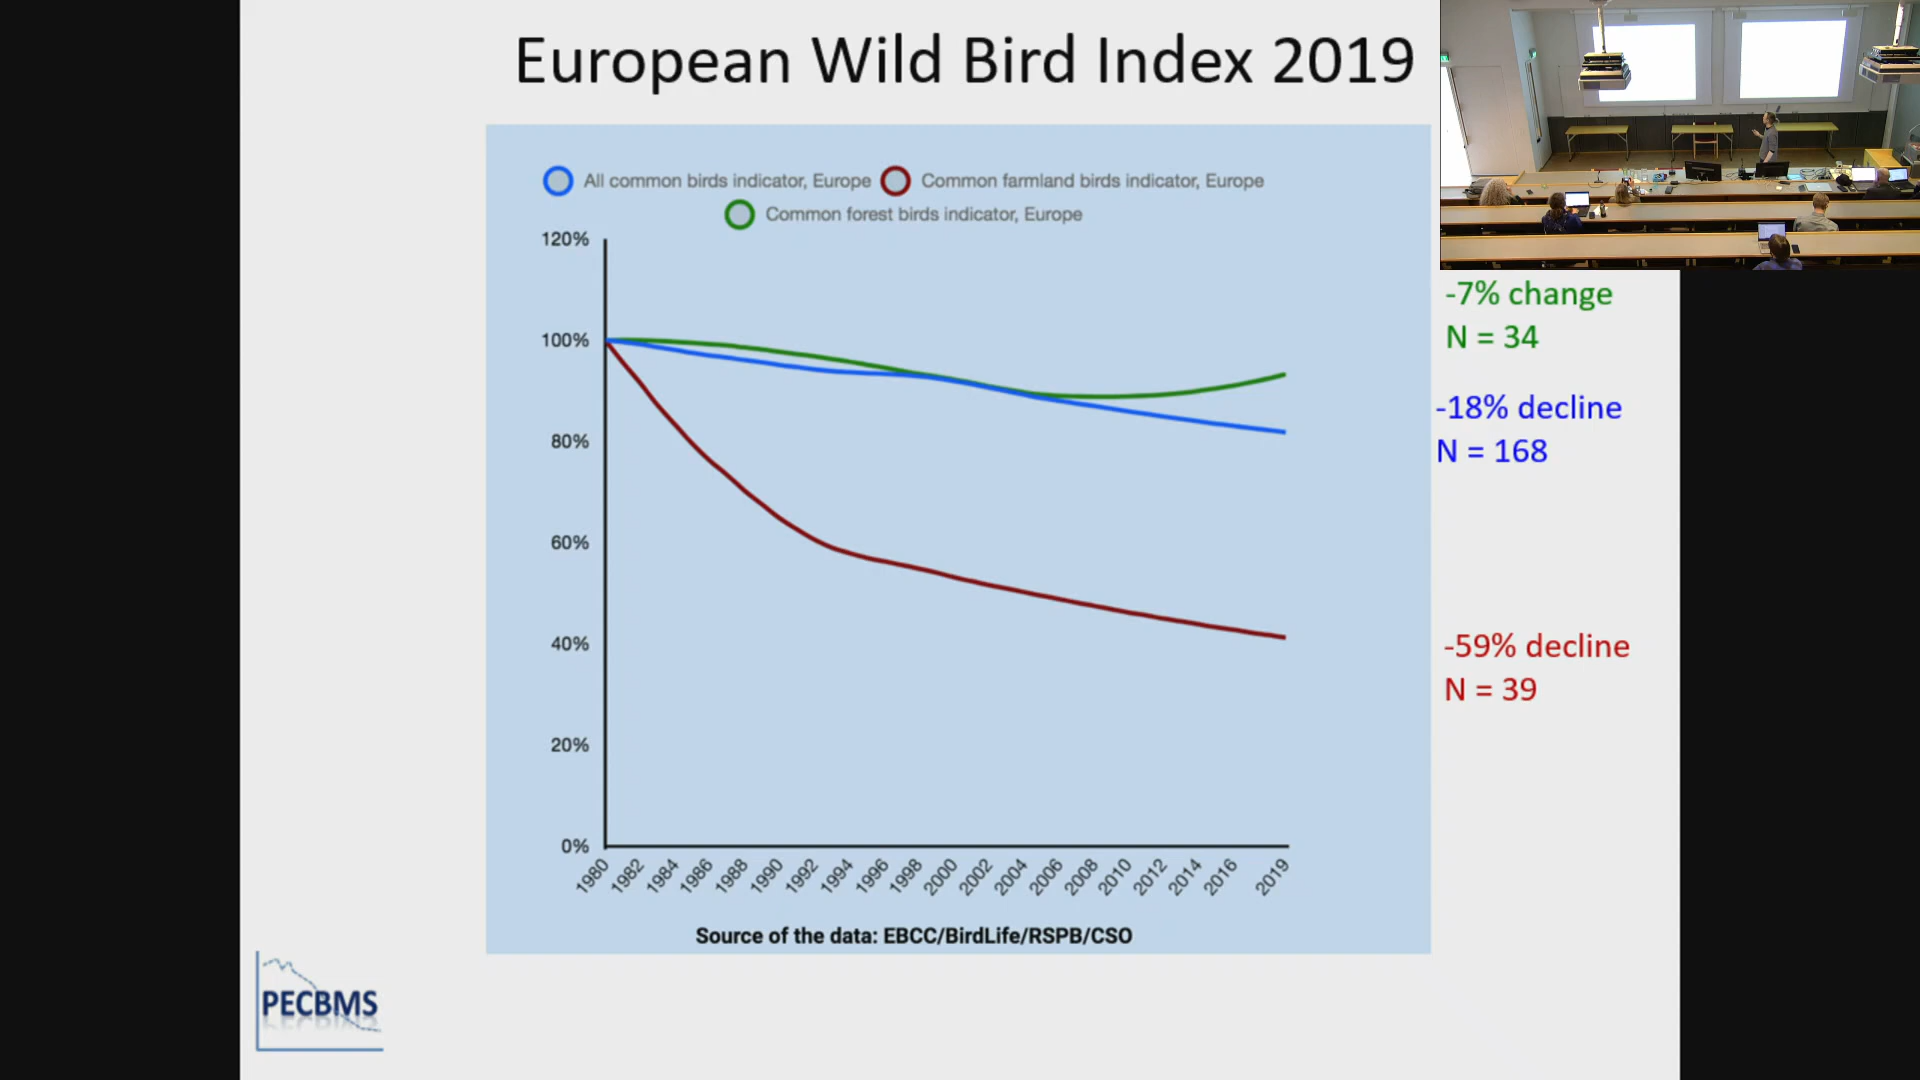 European Wild Bird Index 2019
All common birds indicator, Europe
Common farmland birds indicator, Europe
Common forest birds indicator, Europe
120%
100%
80%
60%
40%
20%
0%
1980
1982
1984
1986
1988
1990
1992
1994
1996
1998
2000
2002
2004
2006
2008
2010
2012
2014
2016
2019
Source of the data: EBCC/BirdLife/RSPB/CSO
-7% change
N = 34
-18% decline
N = 168
-59% decline
N = 39
PECBMS